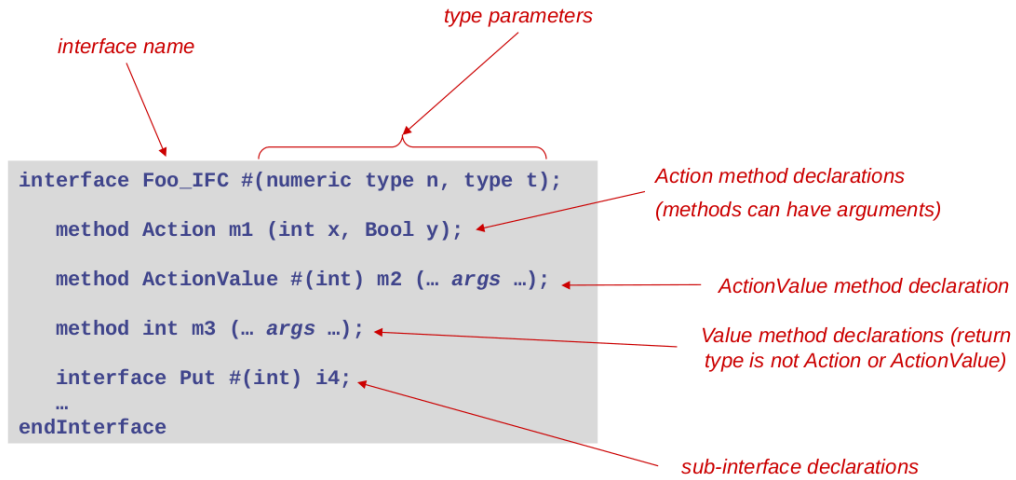 type parameters
interface name
interface Foo_IFC #(numeric type n, type t);
Action method declarations
(methods can have arguments)
method Action m1 (int x, Bool y);
method ActionValue #(int) m2 (… args …);
ActionValue method declaration
method int m3 (… args …);
Value method declarations (return
type is not Action or ActionValue)
interface Put #(int) i4;
…
endInterface
sub-interface declarations